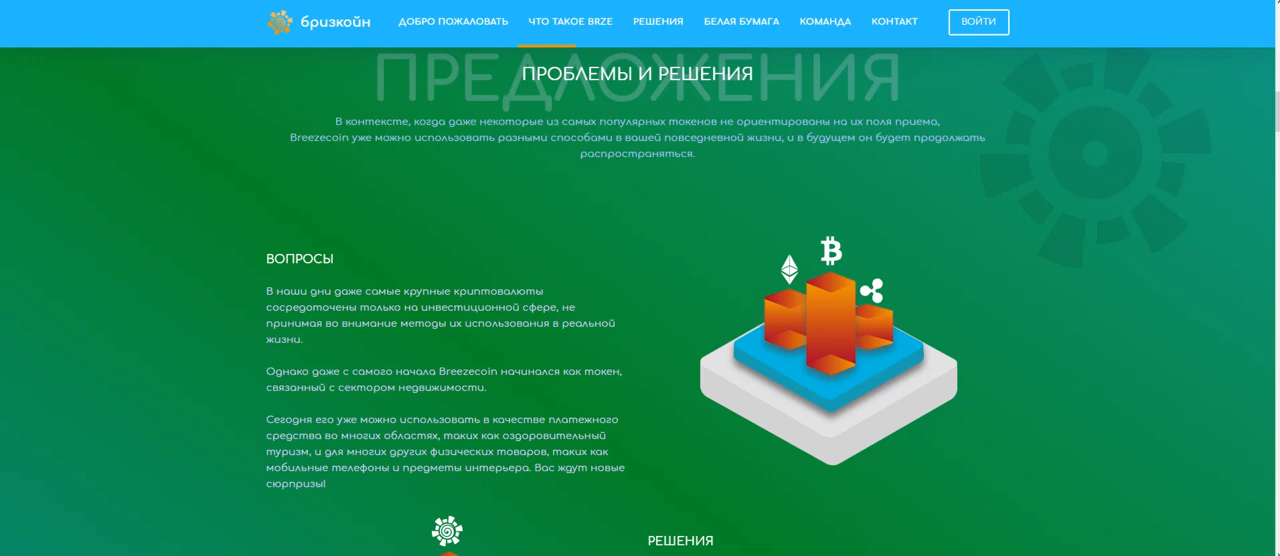 бризкойн
ДОБРО ПОЖАЛОВАТЬ
ЧТО ТАКОЕ BRZE
РЕШЕНИЯ
БЕЛАЯ БУМАГА
КОМАНДА
КОНТАКТ
ВОЙТИ
ПРЕДЛОЖЕНИЯ
ПРОБЛЕМЫ И РЕШЕНИЯ
В контексте, когда даже некоторые из самых популярных токенов не ориентированы на их поля приема,
Breezecoin уже можно использовать разными способами в вашей повседневной жизни, и в будущем он будет продолжать
распространяться.
ВОПРОСЫ
В наши дни даже самые крупные криптовалюты
сосредоточены только на инвестиционной сфере, не
принимая во внимание методы их использования в реальной
жизни.
Однако даже с самого начала Breezecoin начинался как токен,
связанный с сектором недвижимости.
Сегодня его уже можно использовать в качестве платежного
средства во многих областях, таких как оздоровительный
туризм, и для многих других физических товаров, таких как
мобильные телефоны и предметы интерьера. Вас ждут новые
сюрпризы!
РЕШЕНИЯ